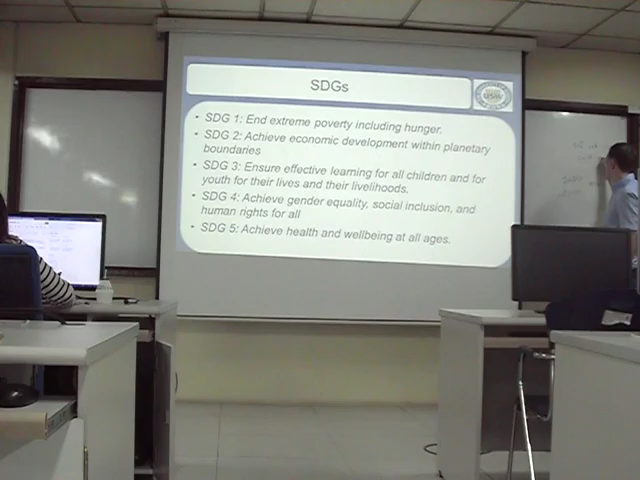 SDGs
• SDG 1: End extreme poverty including hunger.
• SDG 2: Achieve economic development within planetary
boundaries
• SDG 3: Ensure effective learning for all children and for
youth for their lives and their livelihoods.
• SDG 4: Achieve gender equality, social inclusion, and
human rights for all
• SDG 5: Achieve health and wellbeing at all ages.